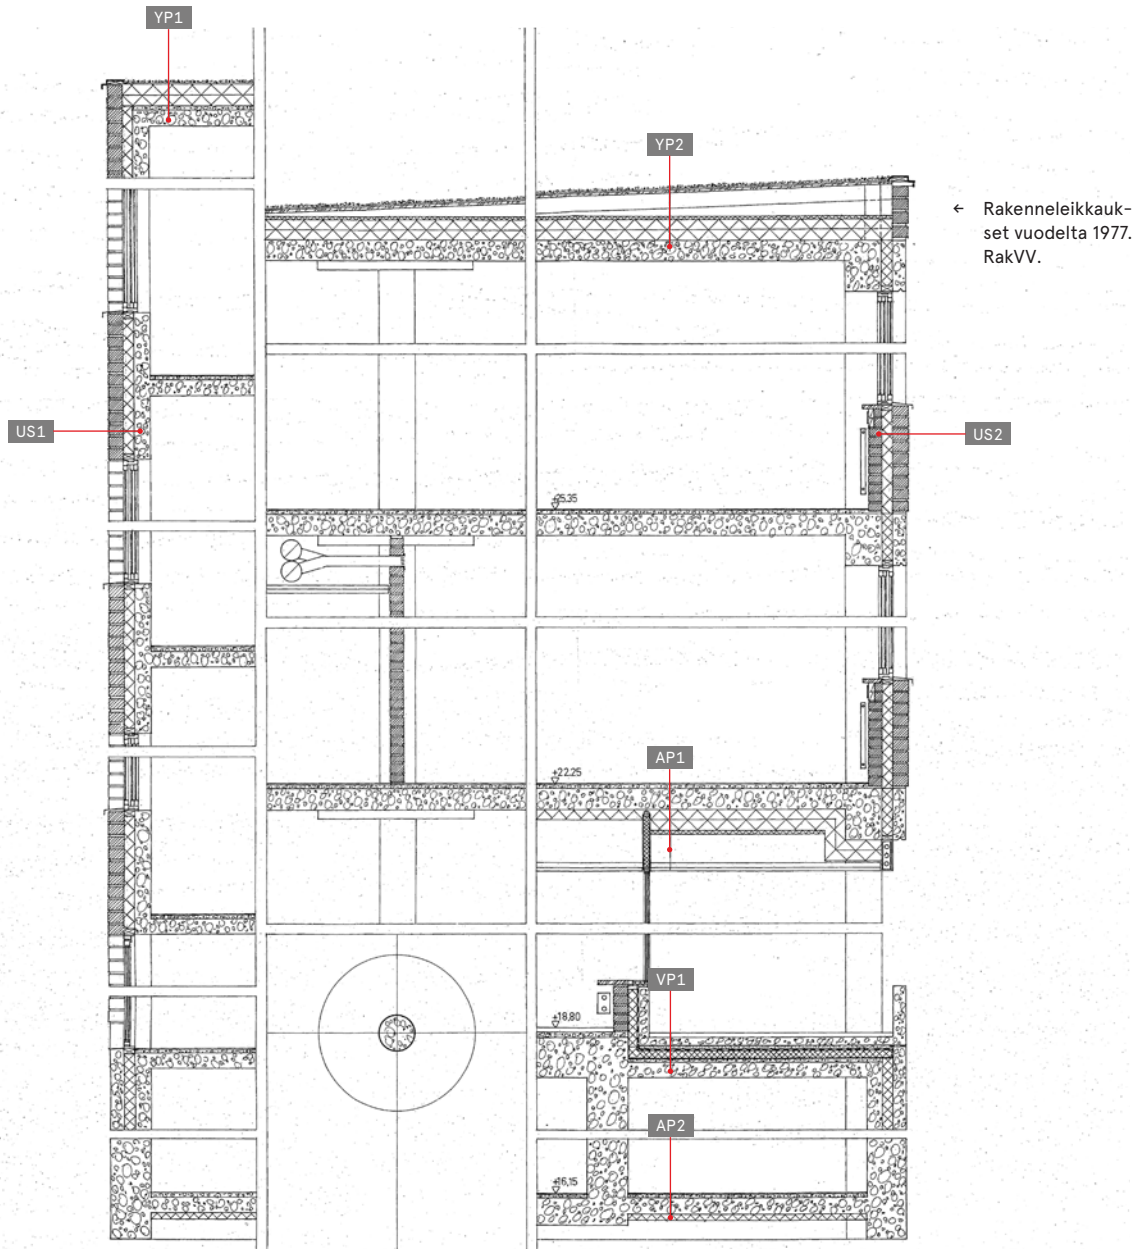 YP1
YP2
← Rakenneleikkauk-
set vuodelta 1977.
RakVV.
US1
US2
+25.35
+22.25
AP1
VP1
+18,80
AP2
+16,15